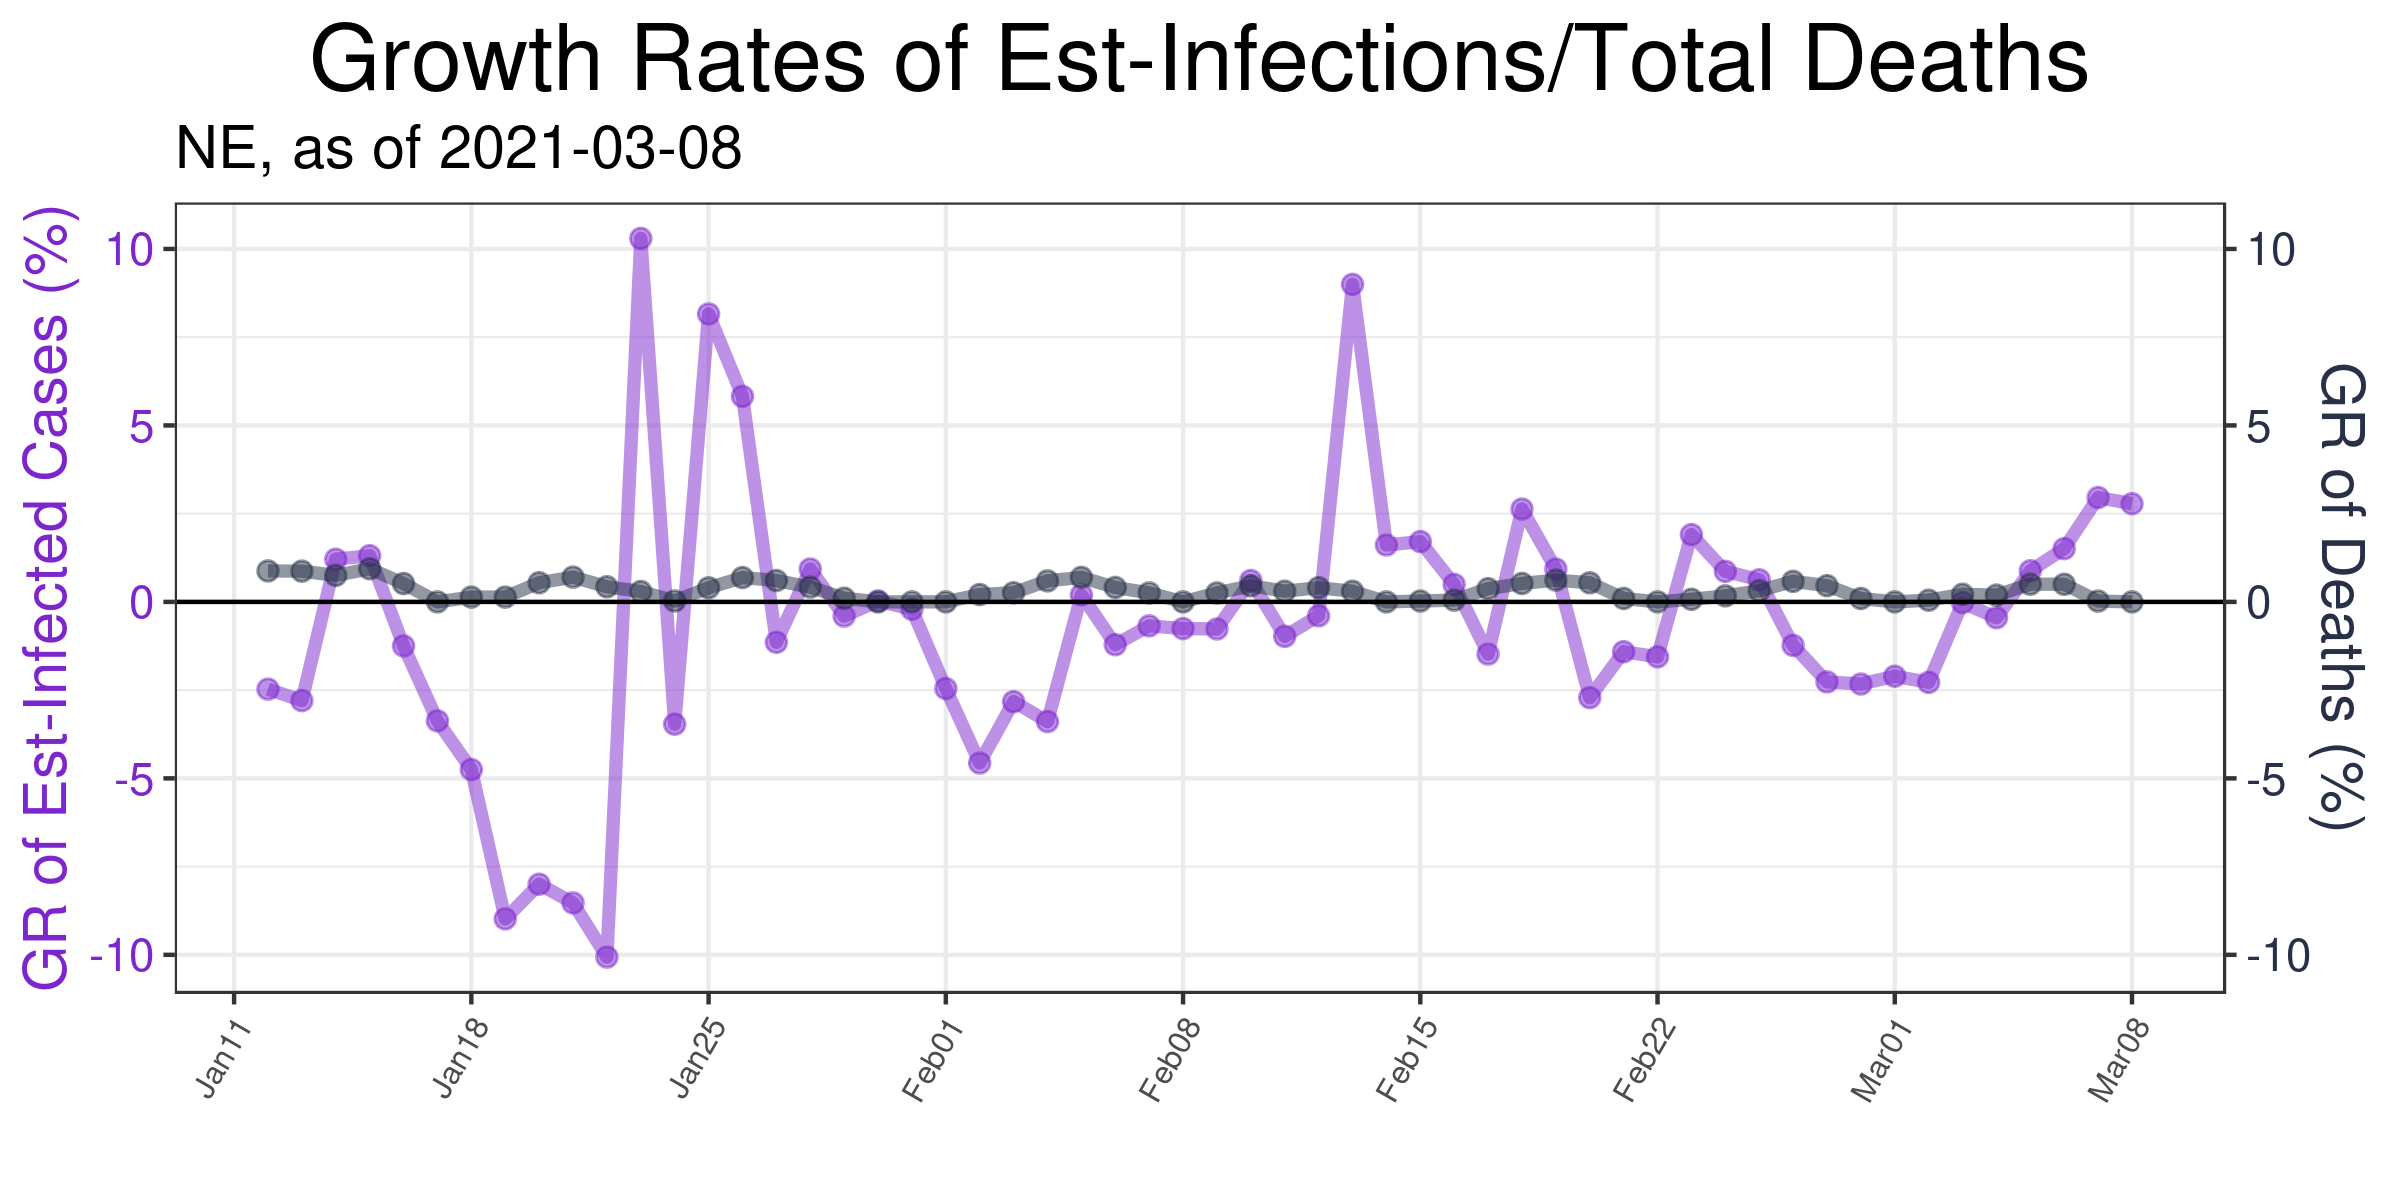 Growth Rates of Est-Infections/Total Deaths
NE, as of 2021-03-08
GR of Est-Infected Cases (%)
10
5
0
-5
-10
10
5
0
-5
-10
GR of Deaths (%)
Jan11
Jan18
Jan25
Feb01
Feb08
Feb15
Feb22
Mar01
Mar08